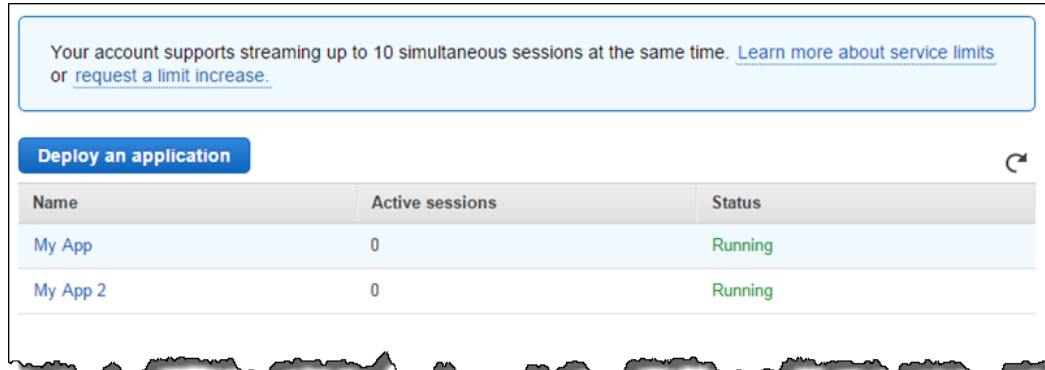 Your account supports streaming up to 10 simultaneous sessions at the same time. Learn more about service limits
or request a limit increase.
Deploy an application
Name Active sessions Status
My App 0 Running
My App 2 0 Running